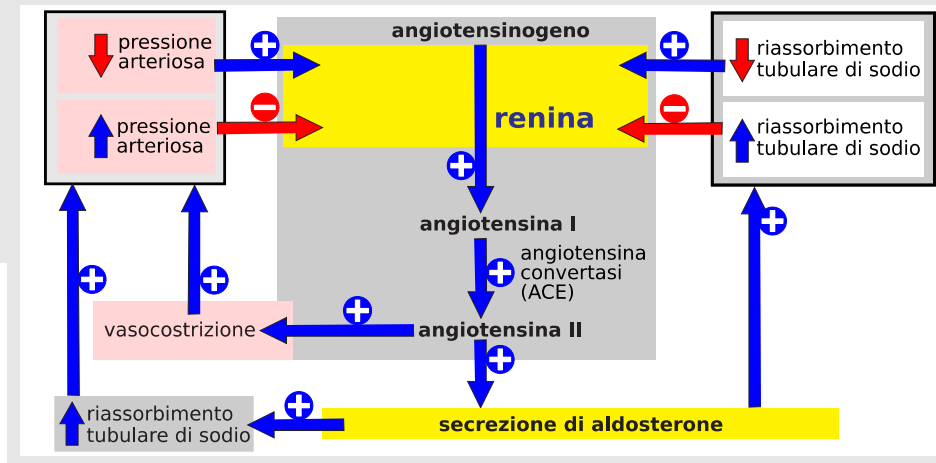 angiotensinogeno
pressione
arteriosa
riassorbimento
tubulare di sodio
pressione
arteriosa
renina
riassorbimento
tubulare di sodio
angiotensina I
angiotensina
convertasi
(ACE)
vasocostrizione
angiotensina II
riassorbimento
tubulare di sodio
secrezione di aldosterone